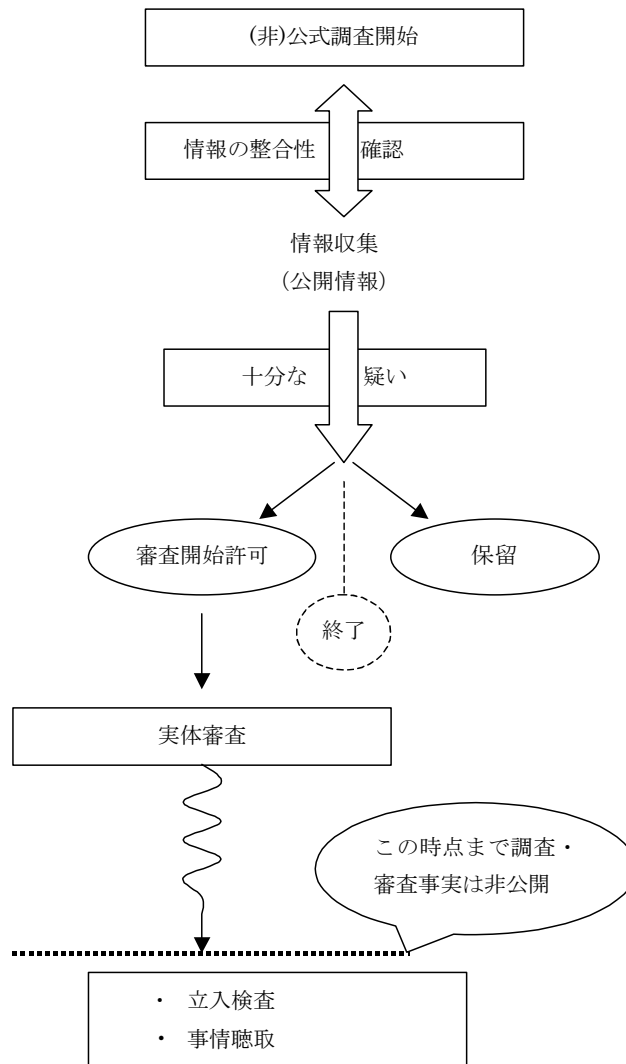 (非)公式調査開始
情報の整合性 確認
情報収集
(公開情報)
十分な 疑い
審査開始許可
保留
終了
実体審査
この時点まで調査・
審査事実は非公開
・ 立入検査
・ 事情聴取